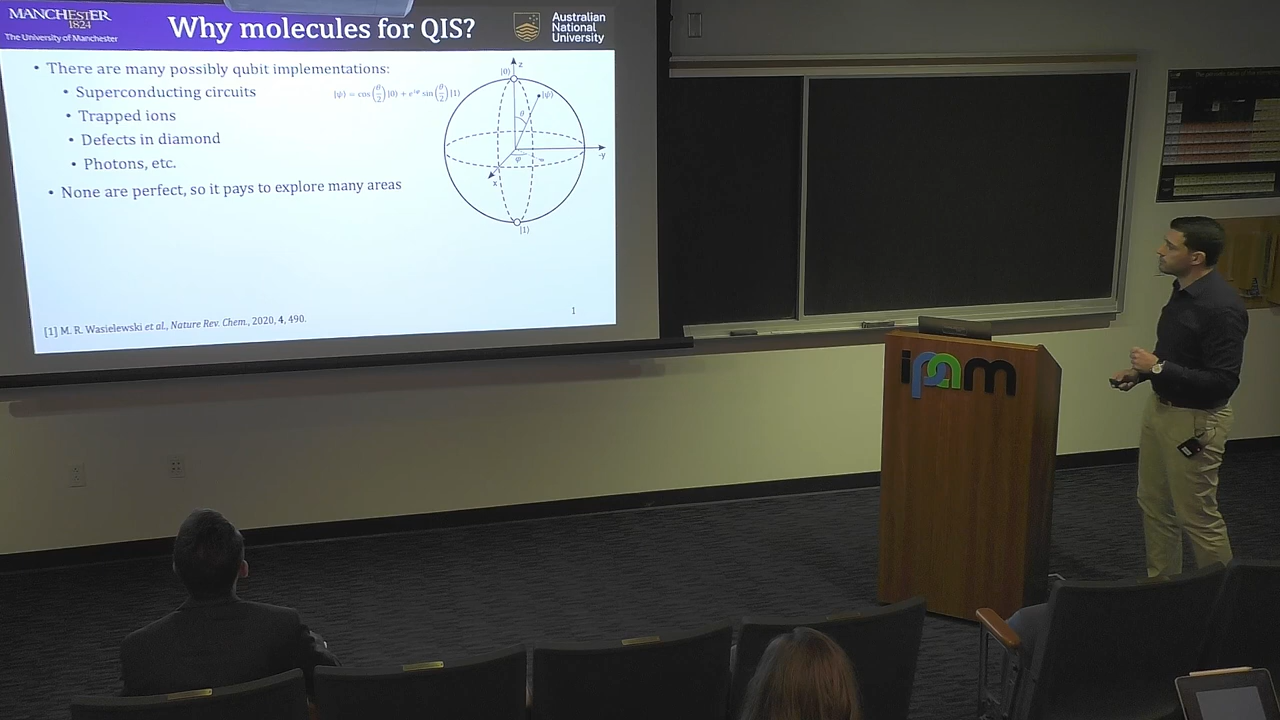 MANCHESTER
1824
The University of Manchester
Why molecules for QIS?
Australian
National
University
• There are many possibly qubit implementations:
• Superconducting circuits
|ψ⟩ = cos(θ/2)|0⟩ + e^{iφ} sin(θ/2)|1⟩
• Trapped ions
• Defects in diamond
• Photons, etc.
• None are perfect, so it pays to explore many areas
z
|0⟩
|ψ⟩
θ
-y
φ
x
|1⟩
[1] M. R. Wasielewski et al., Nature Rev. Chem., 2020, 4, 490.
1
ipam